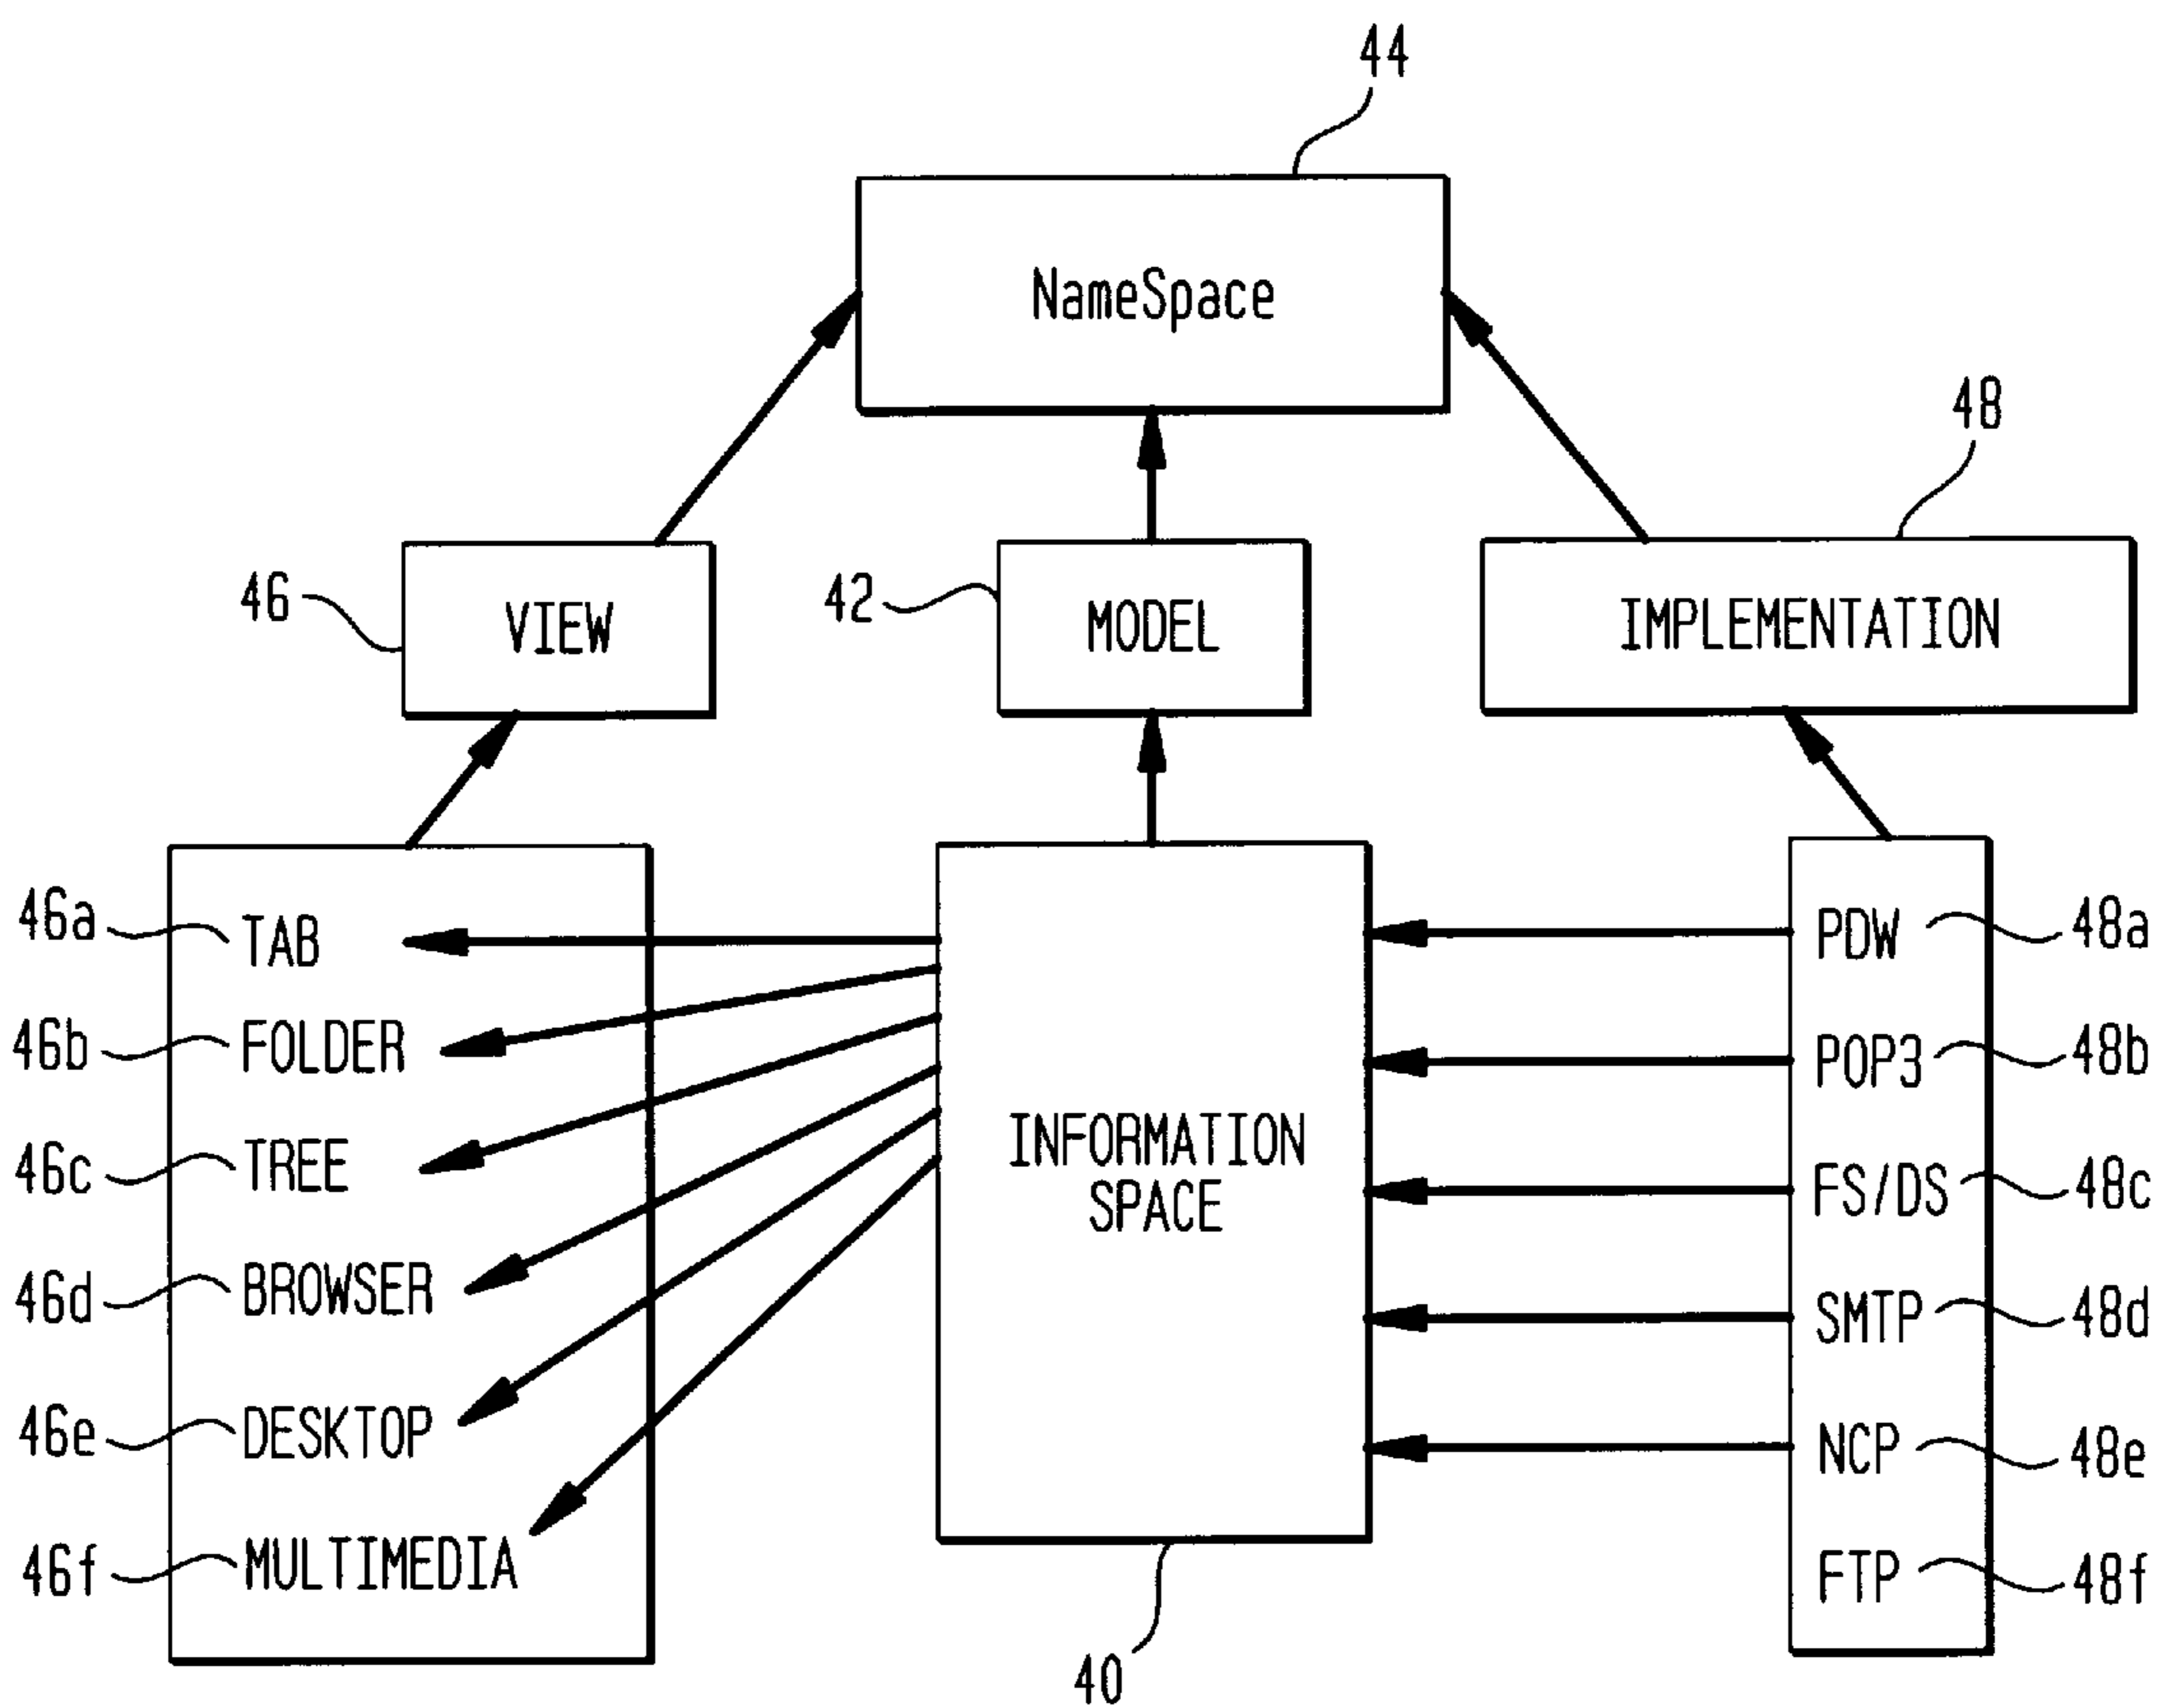 44
NameSpace
48
46
VIEW
42
MODEL
IMPLEMENTATION
46a
TAB
PDW
48a
46b
FOLDER
POP3
48b
INFORMATION
SPACE
46c
TREE
FS/DS
48c
46d
BROWSER
SMTP
48d
46e
DESKTOP
NCP
48e
46f
MULTIMEDIA
FTP
48f
40